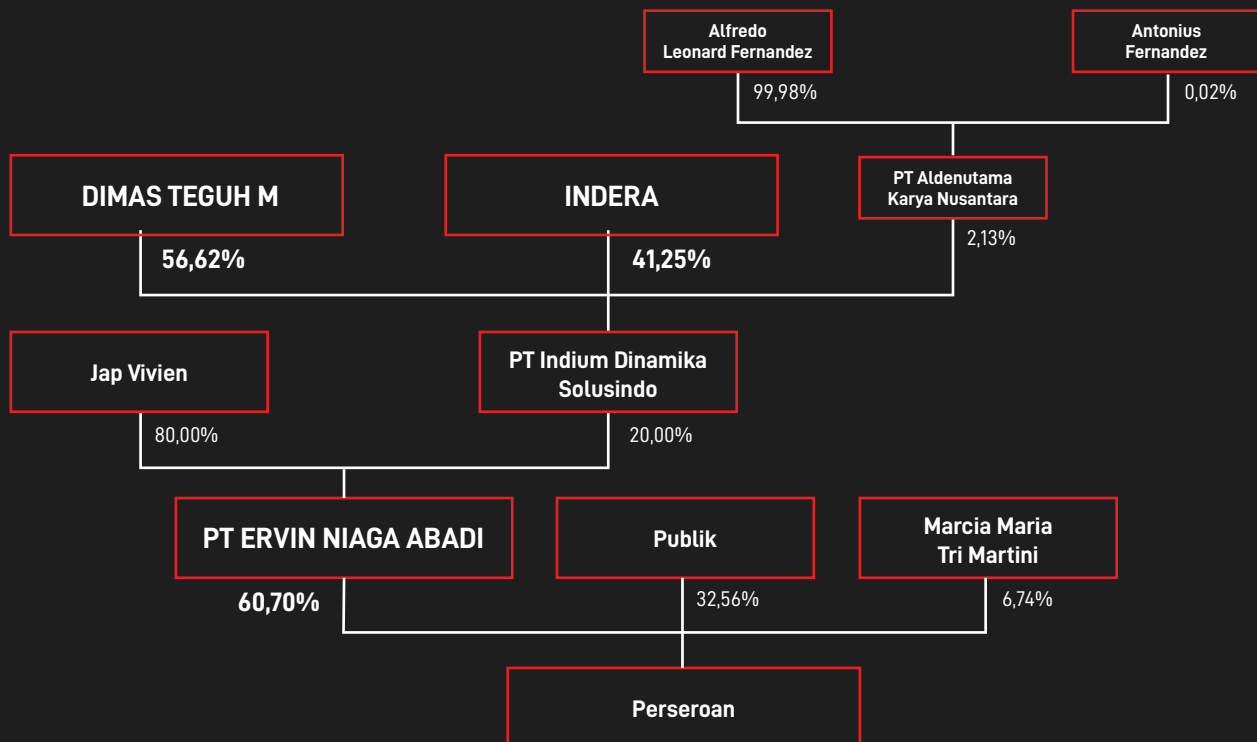 Alfredo
Leonard Fernandez
Antonius
Fernandez
99,98%
0,02%
DIMAS TEGUH M
INDERA
PT Aldenutama
Karya Nusantara
56,62%
41,25%
2,13%
Jap Vivien
PT Indium Dinamika
Solusindo
80,00%
20,00%
PT ERVIN NIAGA ABADI
Publik
Marcia Maria
Tri Martini
60,70%
32,56%
6,74%
Perseroan